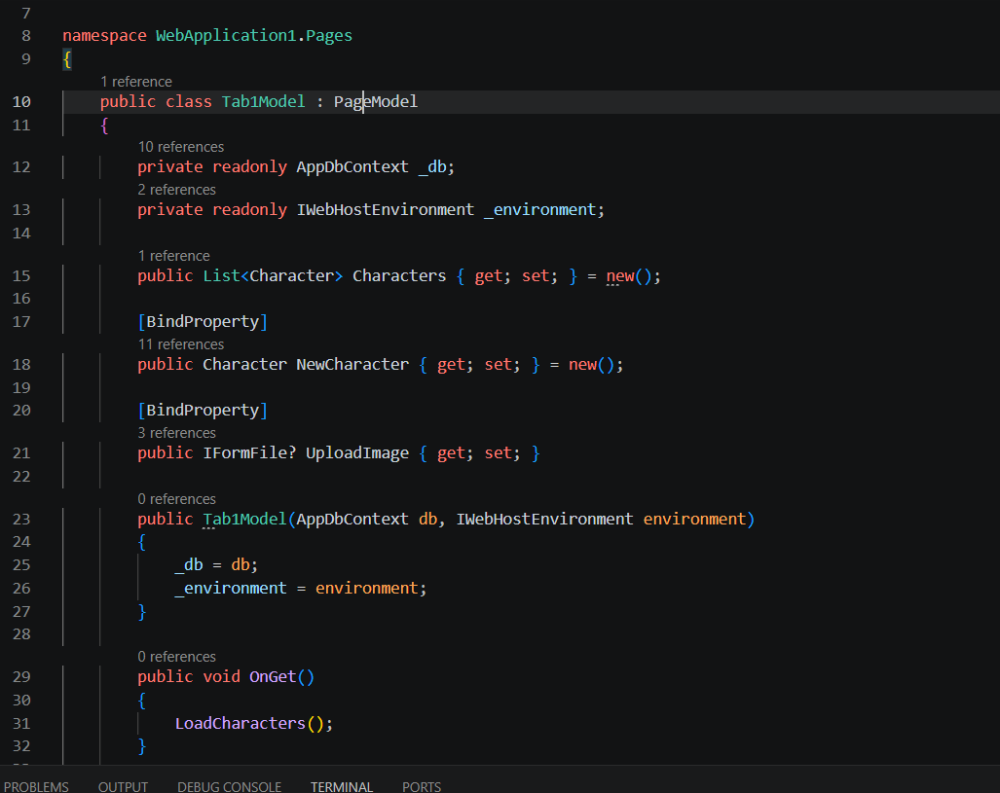 7
8 namespace WebApplication1.Pages
9 {
1 reference
10 public class Tab1Model : PageModel
11 {
10 references
12 private readonly AppDbContext _db;
2 references
13 private readonly IWebHostEnvironment _environment;
14
1 reference
15 public List<Character> Characters { get; set; } = new();
16
17 [BindProperty]
11 references
18 public Character NewCharacter { get; set; } = new();
19
20 [BindProperty]
3 references
21 public IFormFile? UploadImage { get; set; }
22
0 references
23 public Tab1Model(AppDbContext db, IWebHostEnvironment environment)
24 {
25 _db = db;
26 _environment = environment;
27 }
28
0 references
29 public void OnGet()
30 {
31 LoadCharacters();
32 }
PROBLEMS OUTPUT DEBUG CONSOLE TERMINAL PORTS